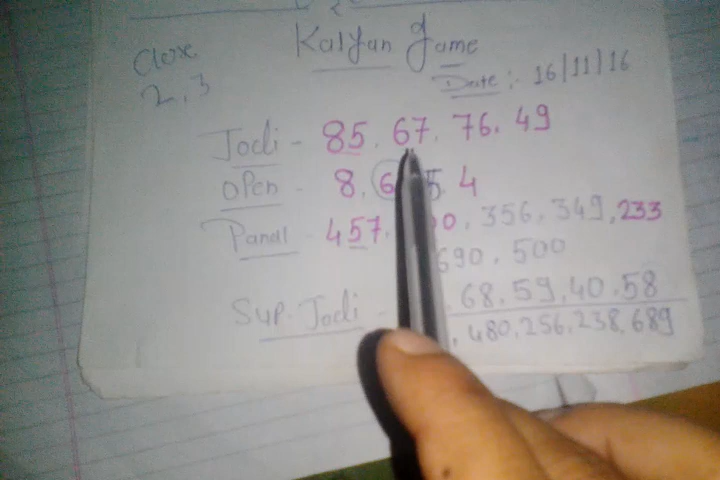 Kalyan Game
Close
2, 3
Date:- 16/11/16
Jodi - 85. 67. 76. 49
OPen - 8. 6 5. 4
Panal - 457. 0. 356. 349, 233
690. 500
Sup. Jodi - . 68. 59. 40. 58
. 480. 256. 238. 689